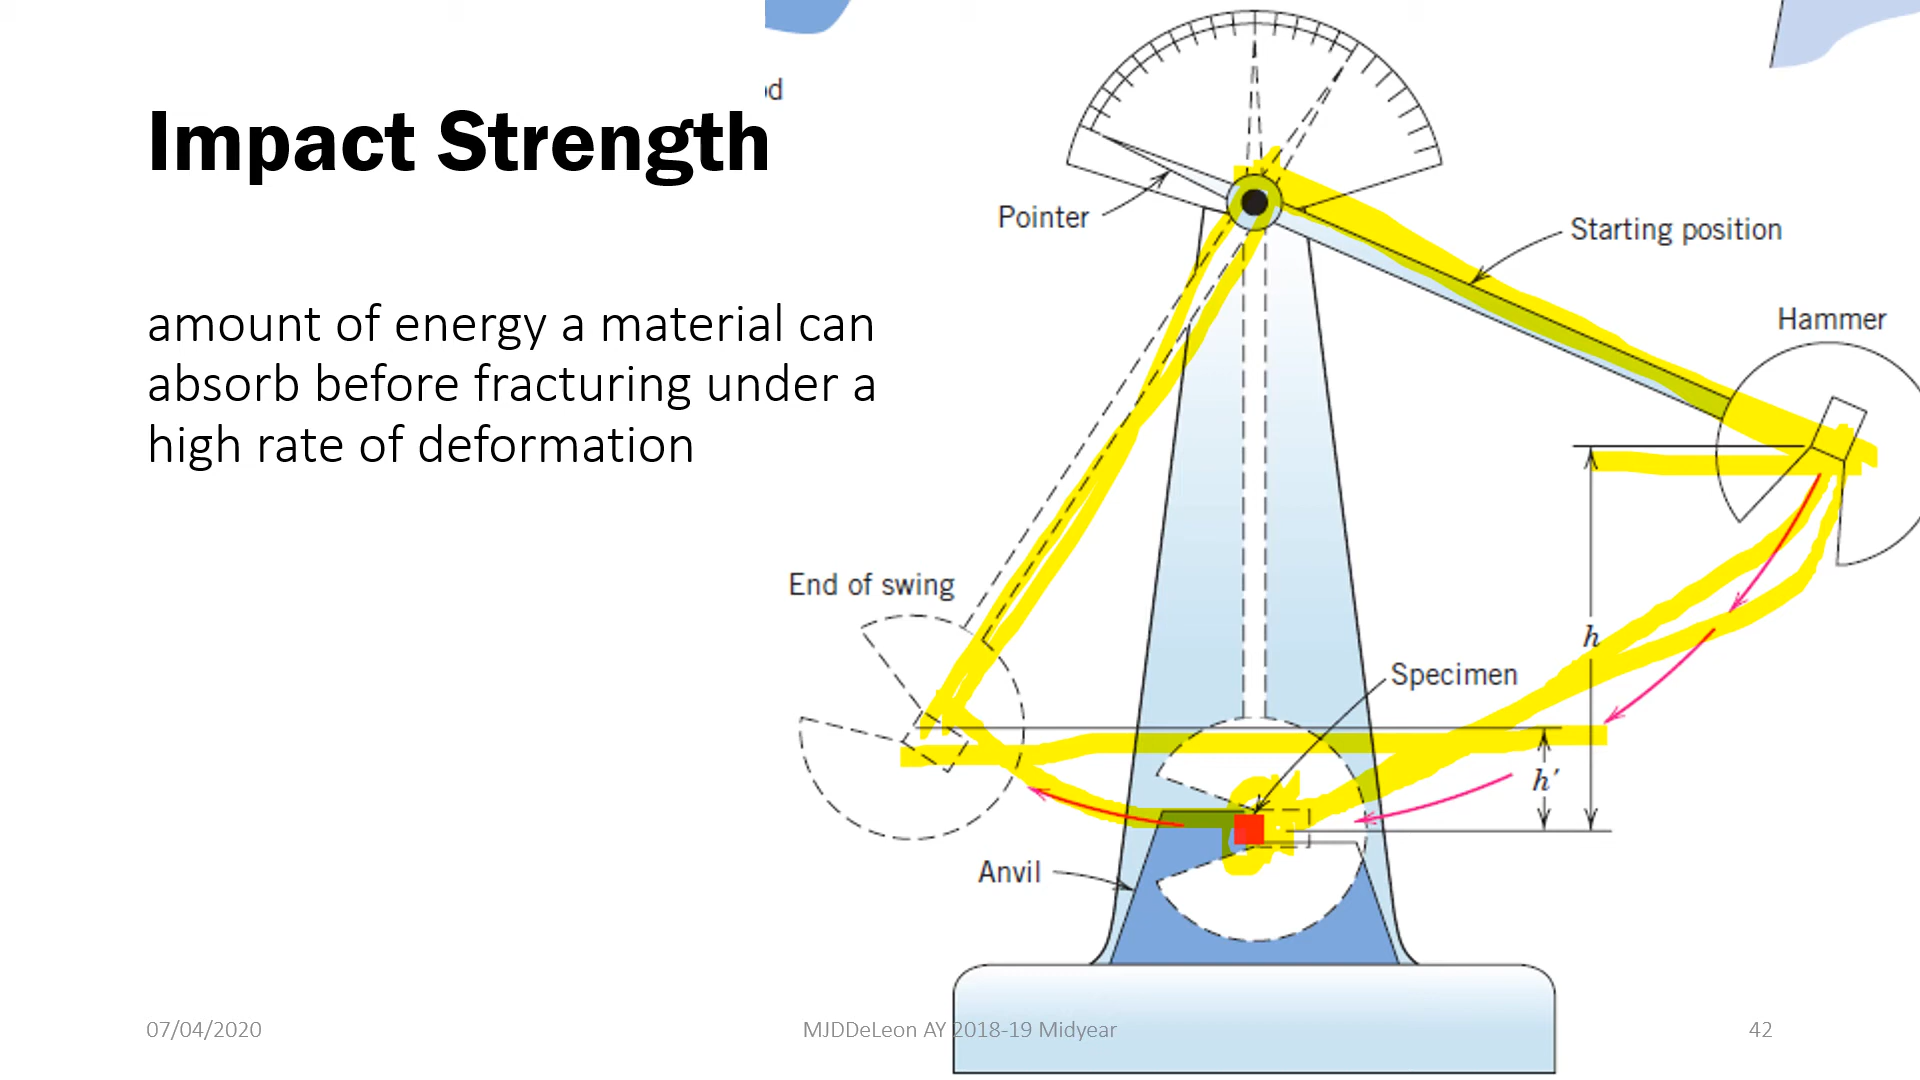 od
Impact Strength
amount of energy a material can
absorb before fracturing under a
high rate of deformation
Pointer
Starting position
Hammer
End of swing
h
Specimen
h'
Anvil
07/04/2020
MJDDeLeon AY 2018-19 Midyear
42